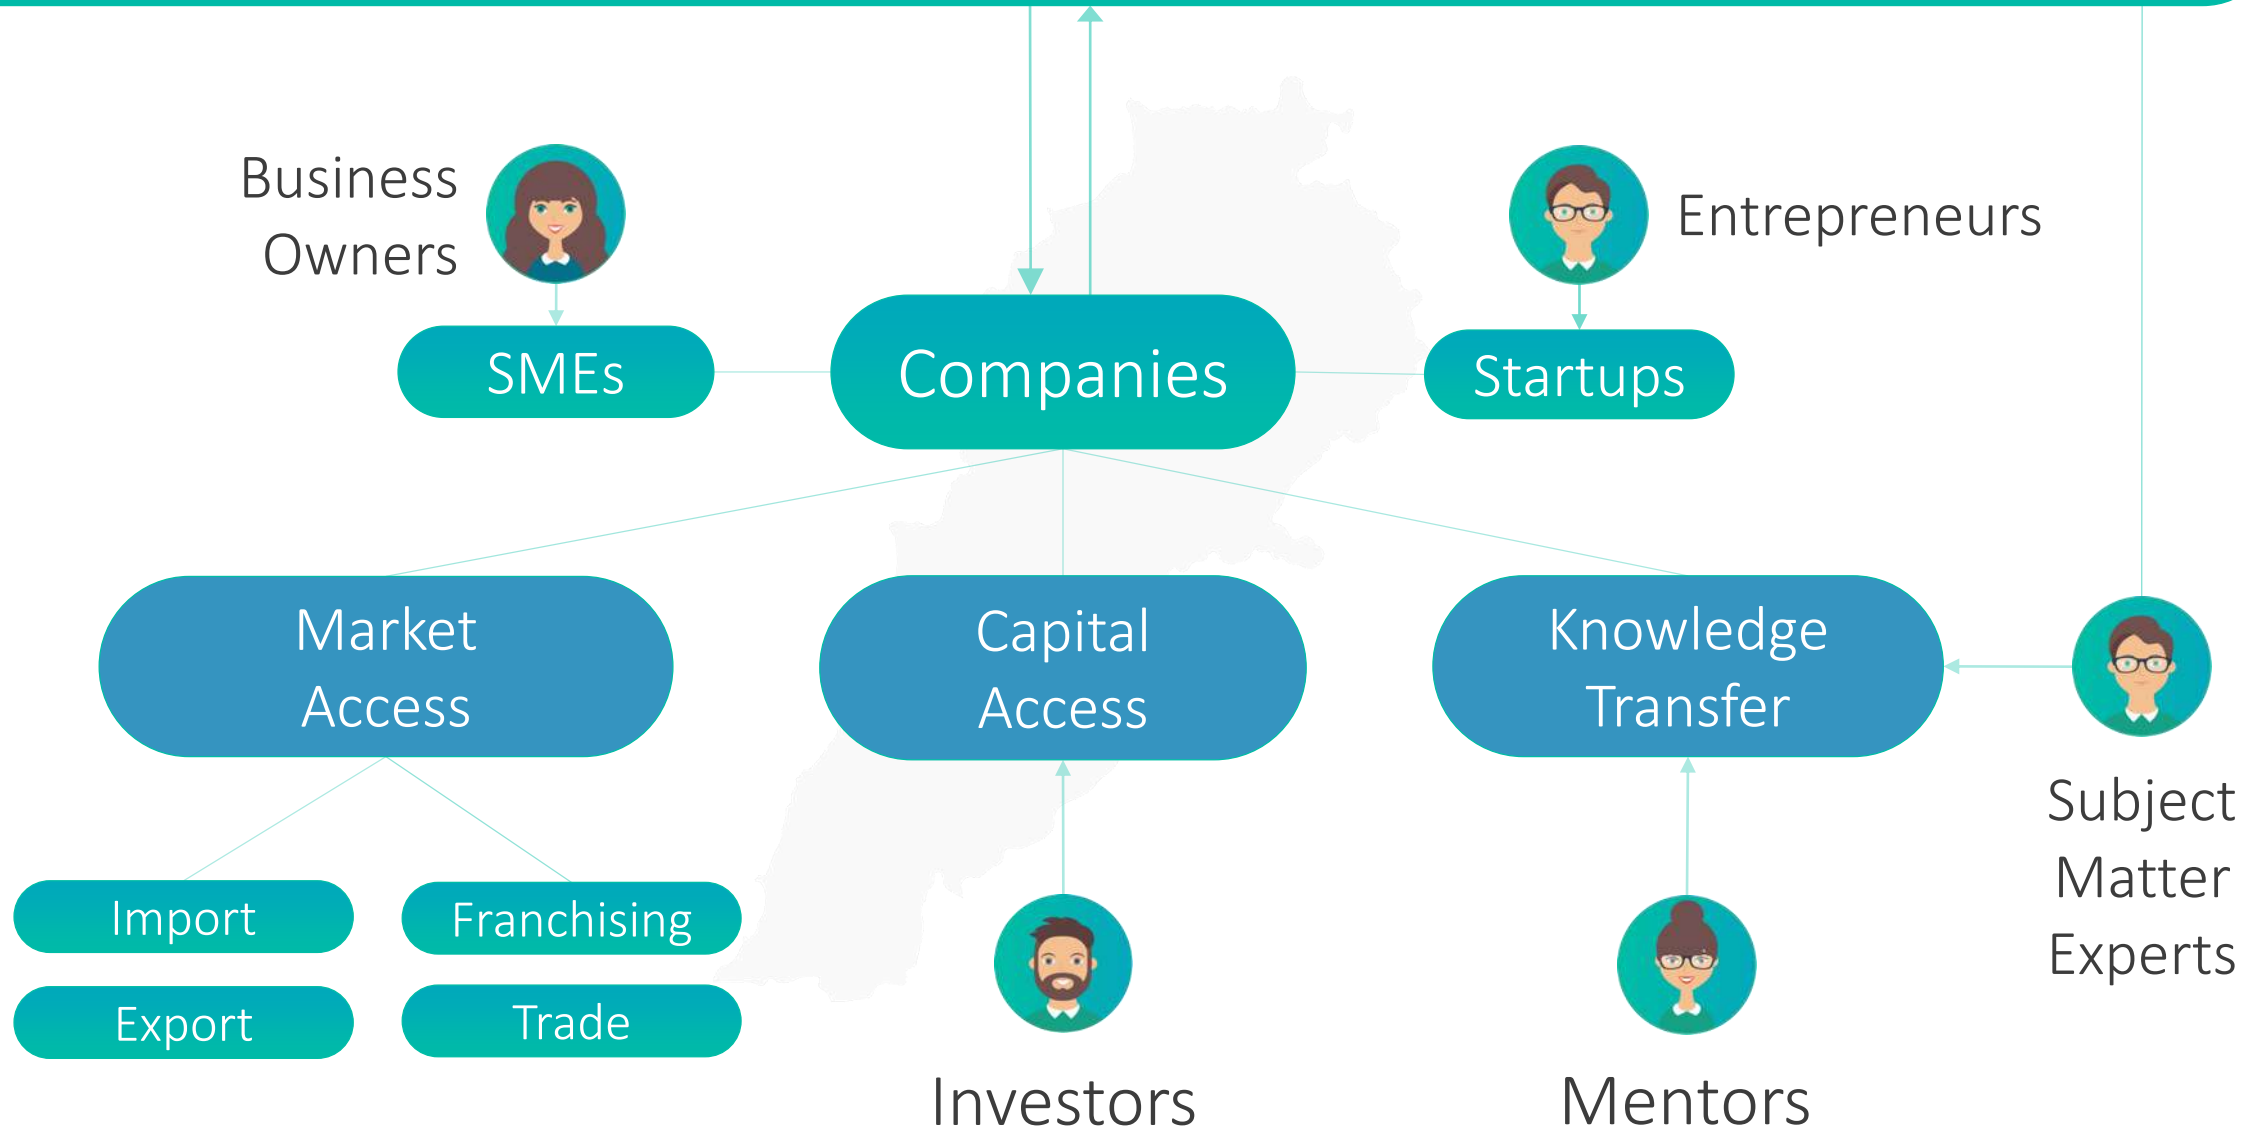 Business
Owners
Entrepreneurs
SMEs
Companies
Startups
Market
Access
Capital
Access
Knowledge
Transfer
Subject
Matter
Experts
Import
Franchising
Export
Trade
Investors
Mentors